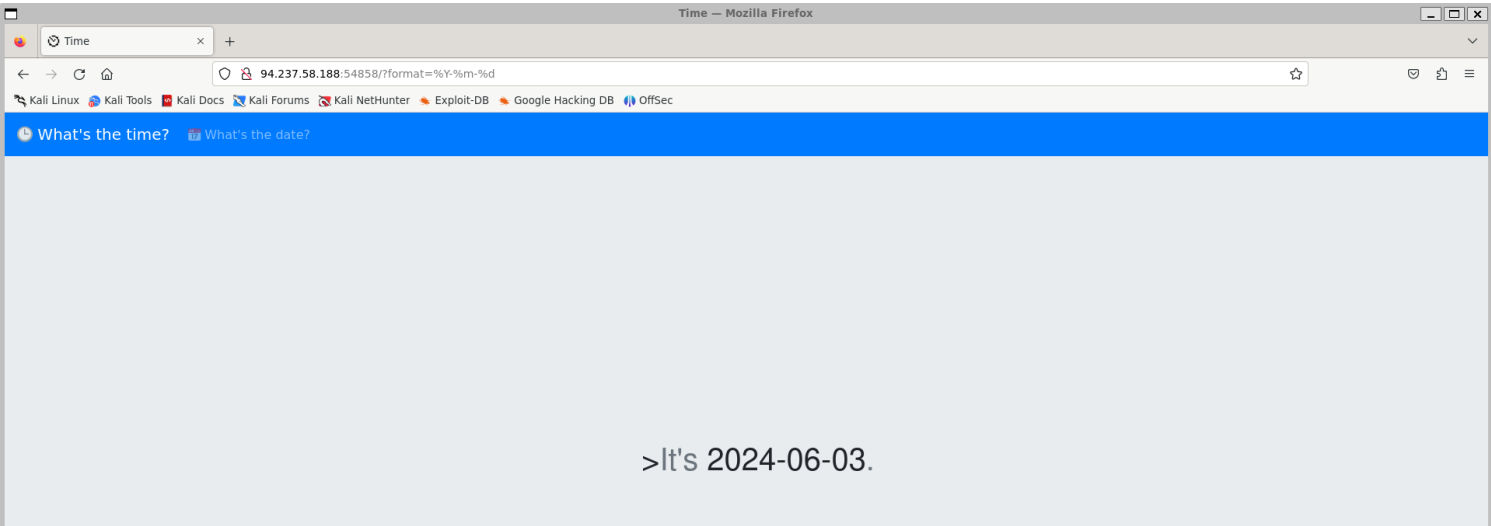 Time — Mozilla Firefox
Time
94.237.58.188:54858/?format=%Y-%m-%d
Kali Linux Kali Tools Kali Docs Kali Forums Kali NetHunter Exploit-DB Google Hacking DB OffSec
What's the time? What's the date?
>It's 2024-06-03.